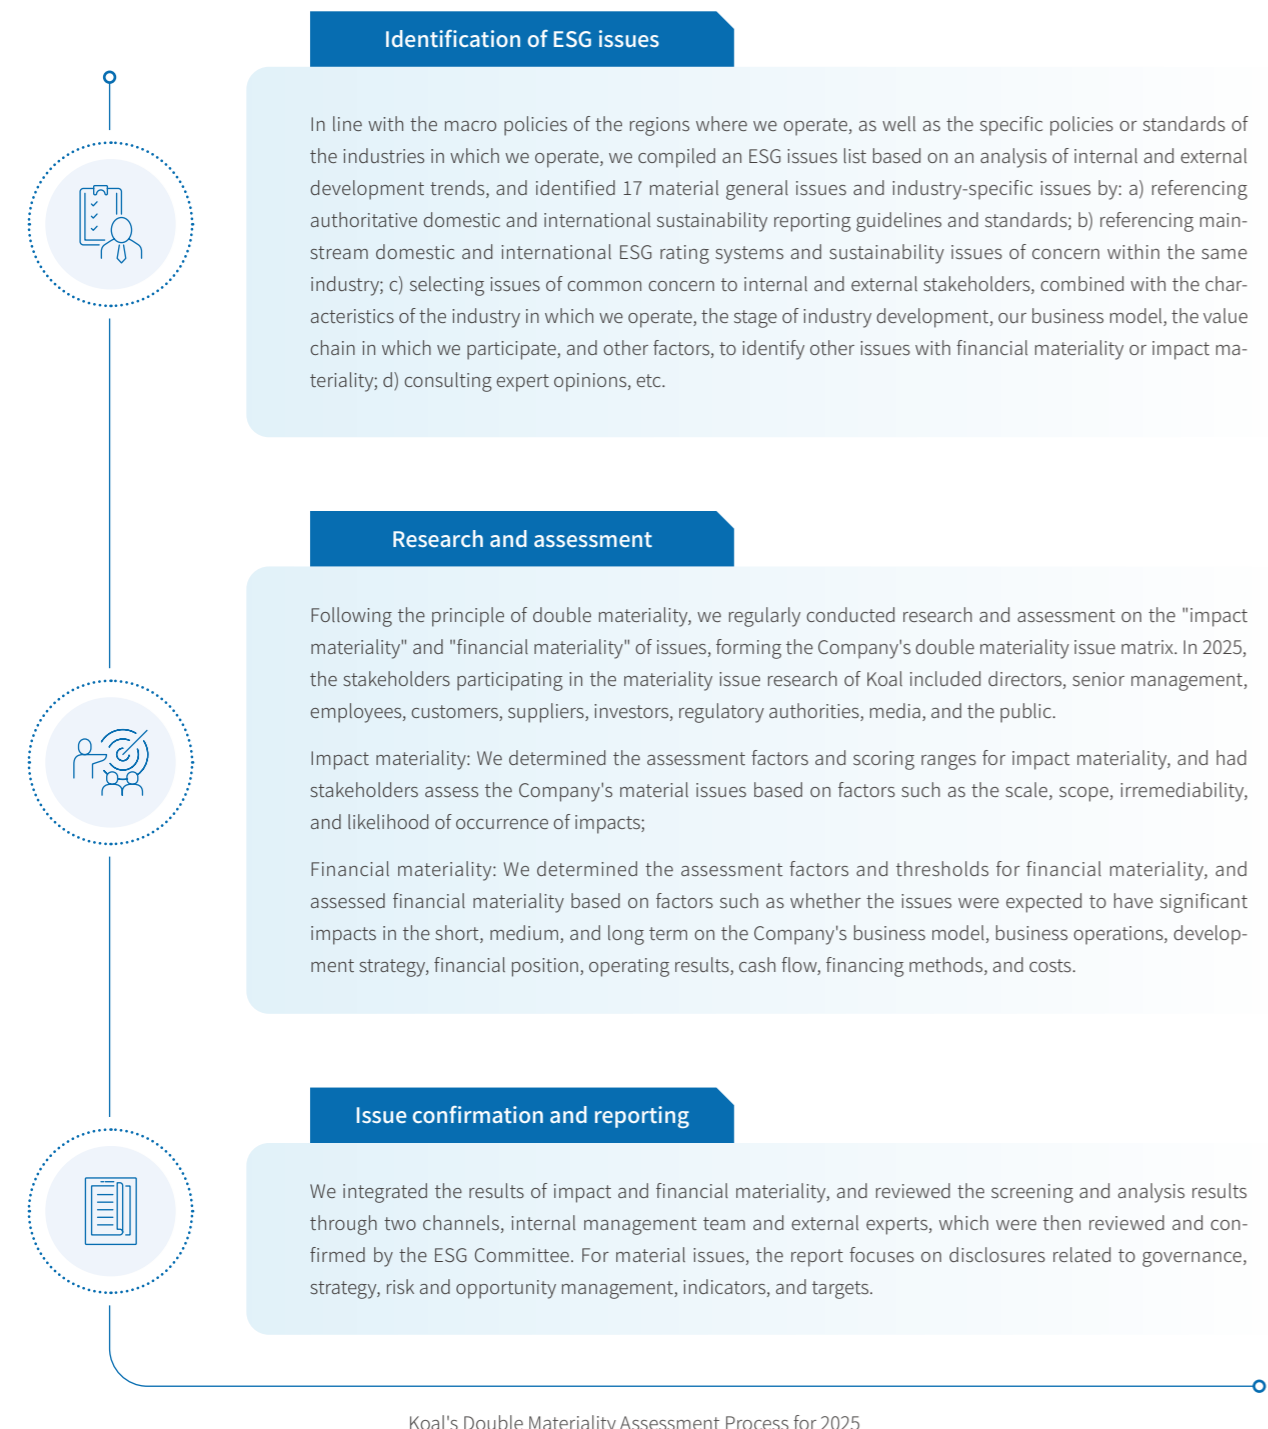 Identification of ESG issues
In line with the macro policies of the regions where we operate, as well as the specific policies or standards of
the industries in which we operate, we compiled an ESG issues list based on an analysis of internal and external
development trends, and identified 17 material general issues and industry-specific issues by: a) referencing
authoritative domestic and international sustainability reporting guidelines and standards; b) referencing main-
stream domestic and international ESG rating systems and sustainability issues of concern within the same
industry; c) selecting issues of common concern to internal and external stakeholders, combined with the char-
acteristics of the industry in which we operate, the stage of industry development, our business model, the value
chain in which we participate, and other factors, to identify other issues with financial materiality or impact ma-
teriality; d) consulting expert opinions, etc.
Research and assessment
Following the principle of double materiality, we regularly conducted research and assessment on the "impact
materiality" and "financial materiality" of issues, forming the Company's double materiality issue matrix. In 2025,
the stakeholders participating in the materiality issue research of Koal included directors, senior management,
employees, customers, suppliers, investors, regulatory authorities, media, and the public.
Impact materiality: We determined the assessment factors and scoring ranges for impact materiality, and had
stakeholders assess the Company's material issues based on factors such as the scale, scope, irremediability,
and likelihood of occurrence of impacts;
Financial materiality: We determined the assessment factors and thresholds for financial materiality, and
assessed financial materiality based on factors such as whether the issues were expected to have significant
impacts in the short, medium, and long term on the Company's business model, business operations, develop-
ment strategy, financial position, operating results, cash flow, financing methods, and costs.
Issue confirmation and reporting
We integrated the results of impact and financial materiality, and reviewed the screening and analysis results
through two channels, internal management team and external experts, which were then reviewed and con-
firmed by the ESG Committee. For material issues, the report focuses on disclosures related to governance,
strategy, risk and opportunity management, indicators, and targets.
Koal's Double Materiality Assessment Process for 2025